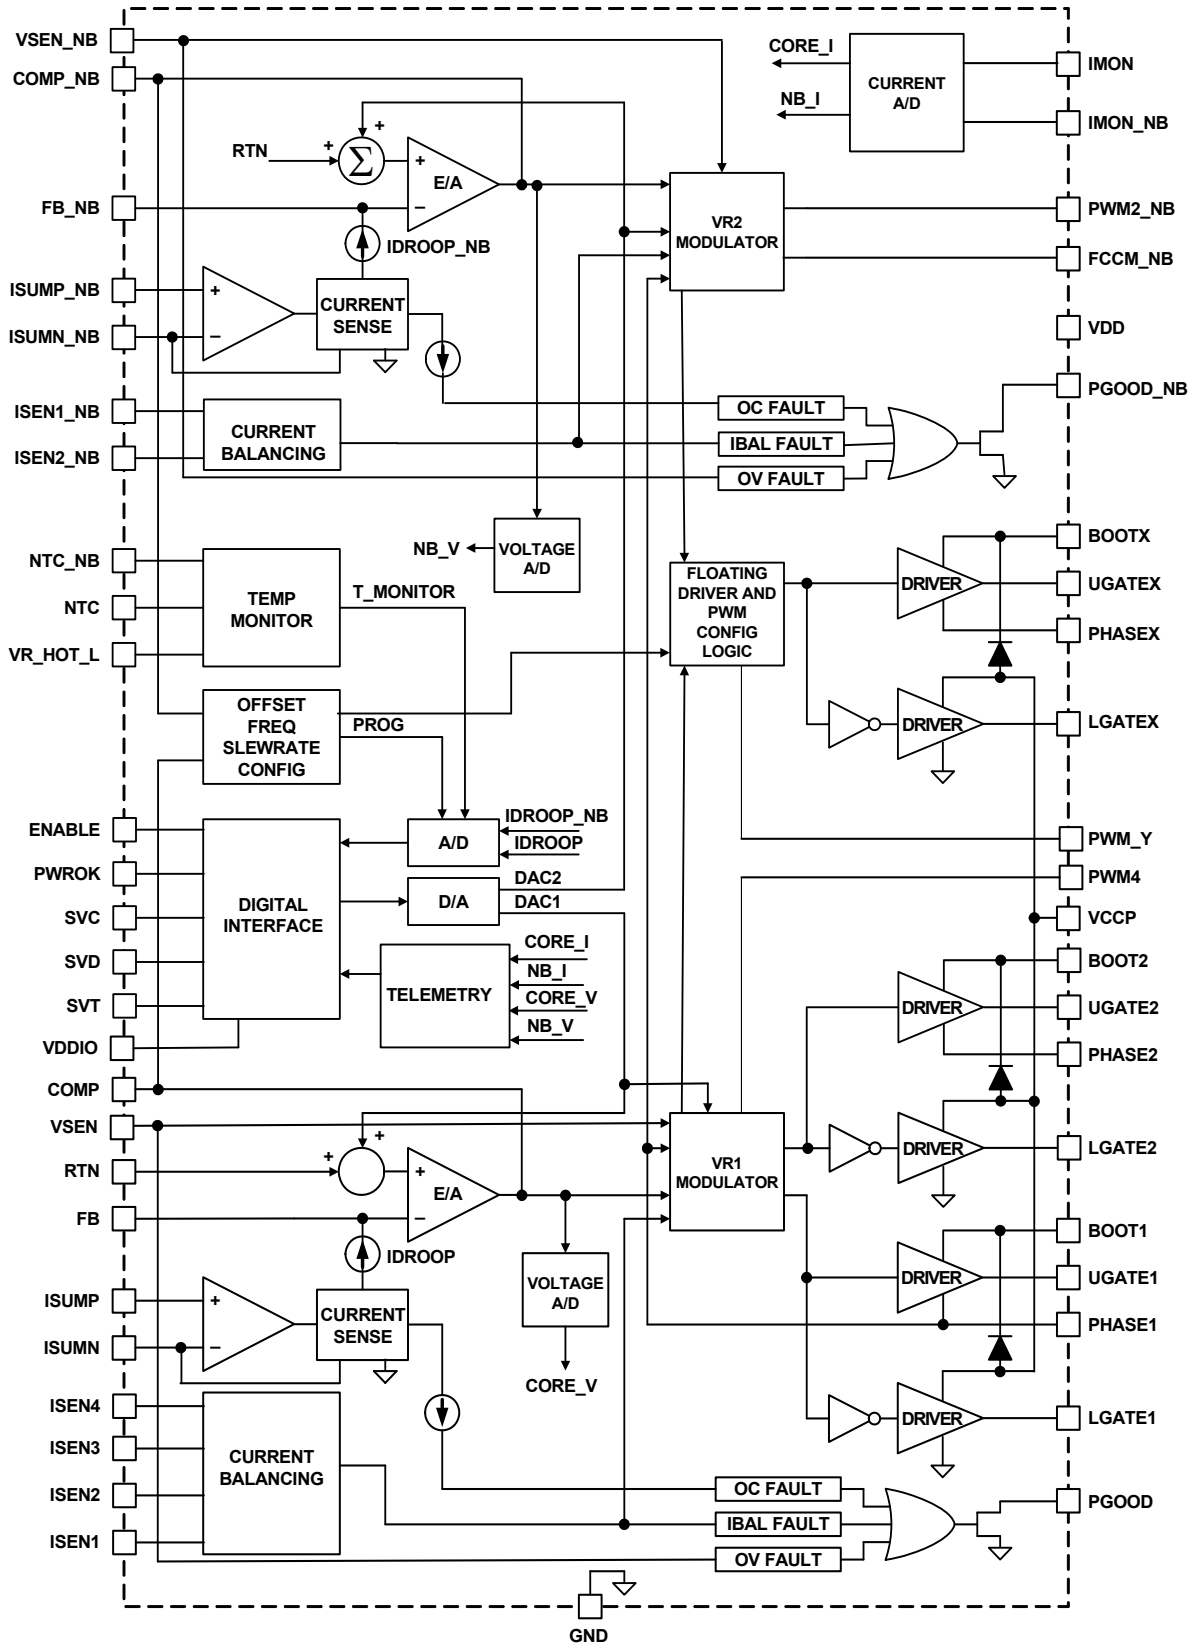 VSEN_NB
COMP_NB
RTN
+
+
Σ
+
−
E/A
FB_NB
IDROOP_NB
ISUMP_NB
ISUMN_NB
+
−
CURRENT
SENSE
ISEN1_NB
ISEN2_NB
CURRENT
BALANCING
CORE_I
NB_I
CURRENT
A/D
IMON
IMON_NB
VR2
MODULATOR
PWM2_NB
FCCM_NB
VDD
PGOOD_NB
OC FAULT
IBAL FAULT
OV FAULT
NB_V
VOLTAGE
A/D
NTC_NB
NTC
VR_HOT_L
TEMP
MONITOR
T_MONITOR
OFFSET
FREQ
SLEWRATE
CONFIG
PROG
FLOATING
DRIVER AND
PWM
CONFIG
LOGIC
DRIVER
DRIVER
BOOTX
UGATEX
PHASEX
LGATEX
ENABLE
PWROK
SVC
SVD
SVT
VDDIO
DIGITAL
INTERFACE
A/D
IDROOP_NB
IDROOP
D/A
DAC2
DAC1
TELEMETRY
CORE_I
NB_I
CORE_V
NB_V
PWM_Y
PWM4
VCCP
BOOT2
UGATE2
PHASE2
LGATE2
DRIVER
DRIVER
COMP
VSEN
RTN
FB
+
+
+
−
E/A
IDROOP
VR1
MODULATOR
VOLTAGE
A/D
CORE_V
ISUMP
ISUMN
+
−
CURRENT
SENSE
ISEN4
ISEN3
ISEN2
ISEN1
CURRENT
BALANCING
DRIVER
DRIVER
BOOT1
UGATE1
PHASE1
LGATE1
OC FAULT
IBAL FAULT
OV FAULT
PGOOD
GND